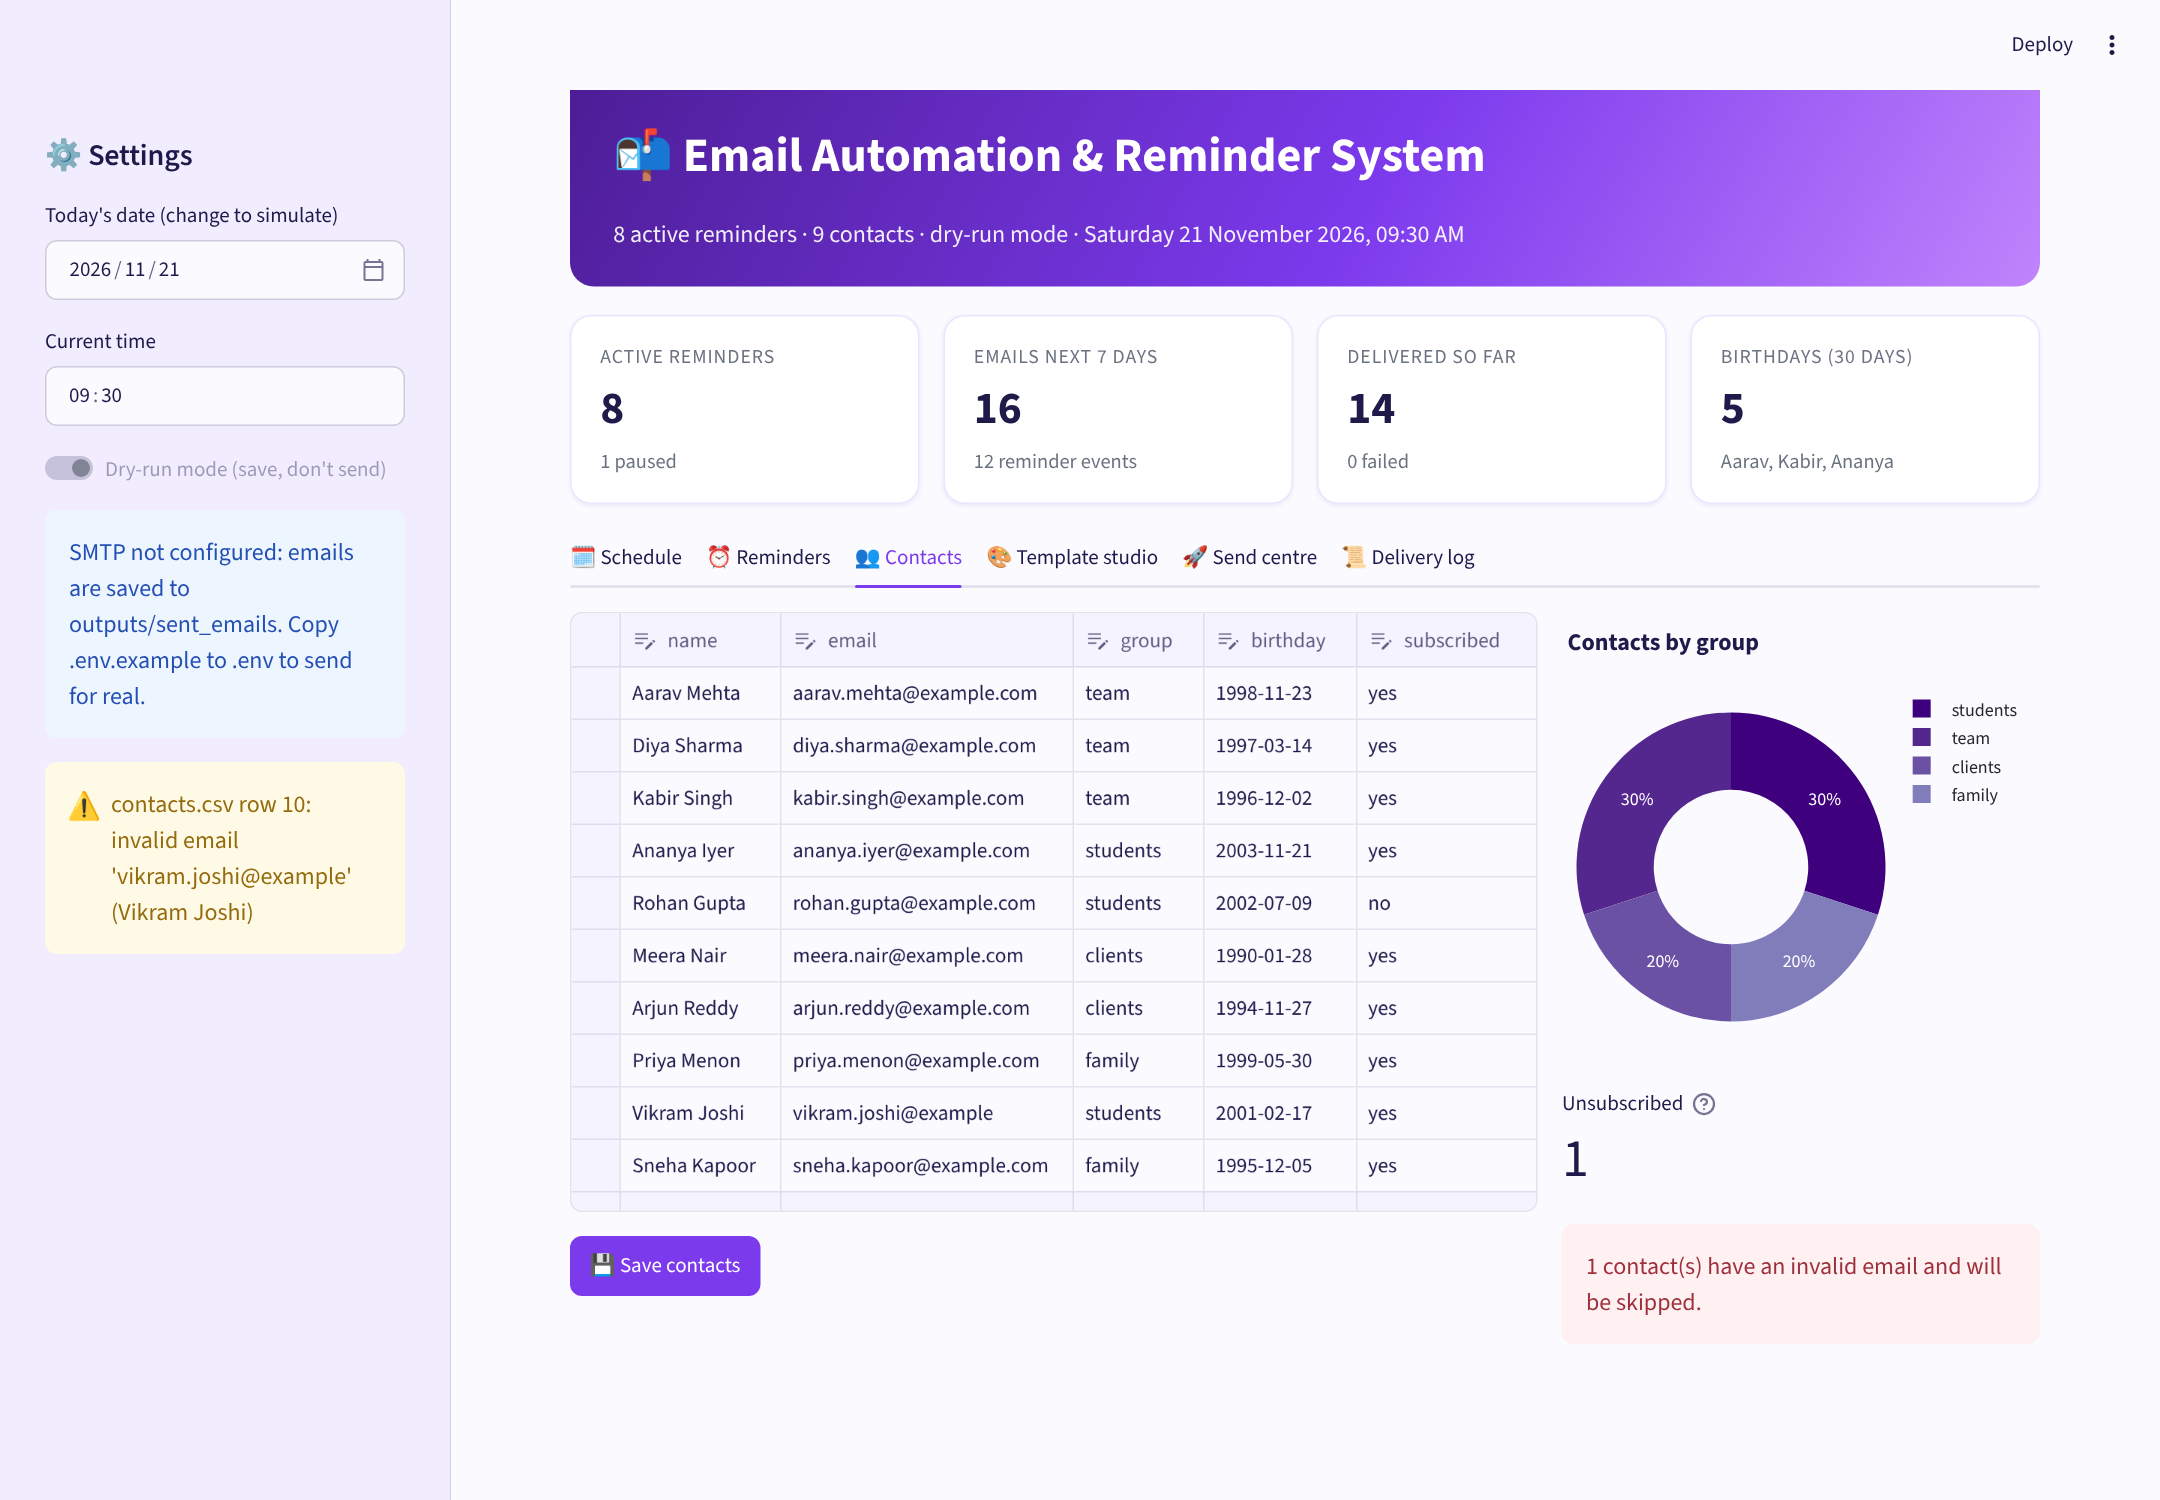 Deploy
⚙️ Settings
Today's date (change to simulate)
2026/11/21
Current time
09:30
Dry-run mode (save, don't send)
SMTP not configured: emails
are saved to
outputs/sent_emails. Copy
.env.example to .env to send
for real.
⚠️ contacts.csv row 10:
invalid email
'vikram.joshi@example'
(Vikram Joshi)
📬 Email Automation & Reminder System
8 active reminders · 9 contacts · dry-run mode · Saturday 21 November 2026, 09:30 AM
ACTIVE REMINDERS
8
1 paused
EMAILS NEXT 7 DAYS
16
12 reminder events
DELIVERED SO FAR
14
0 failed
BIRTHDAYS (30 DAYS)
5
Aarav, Kabir, Ananya
🗓️ Schedule ⏰ Reminders 👥 Contacts 🎨 Template studio 🚀 Send centre 📜 Delivery log
name email group birthday subscribed
Aarav Mehta aarav.mehta@example.com team 1998-11-23 yes
Diya Sharma diya.sharma@example.com team 1997-03-14 yes
Kabir Singh kabir.singh@example.com team 1996-12-02 yes
Ananya Iyer ananya.iyer@example.com students 2003-11-21 yes
Rohan Gupta rohan.gupta@example.com students 2002-07-09 no
Meera Nair meera.nair@example.com clients 1990-01-28 yes
Arjun Reddy arjun.reddy@example.com clients 1994-11-27 yes
Priya Menon priya.menon@example.com family 1999-05-30 yes
Vikram Joshi vikram.joshi@example students 2001-02-17 yes
Sneha Kapoor sneha.kapoor@example.com family 1995-12-05 yes
💾 Save contacts
Contacts by group
30%
30%
20%
20%
students
team
clients
family
Unsubscribed
1
1 contact(s) have an invalid email and will
be skipped.